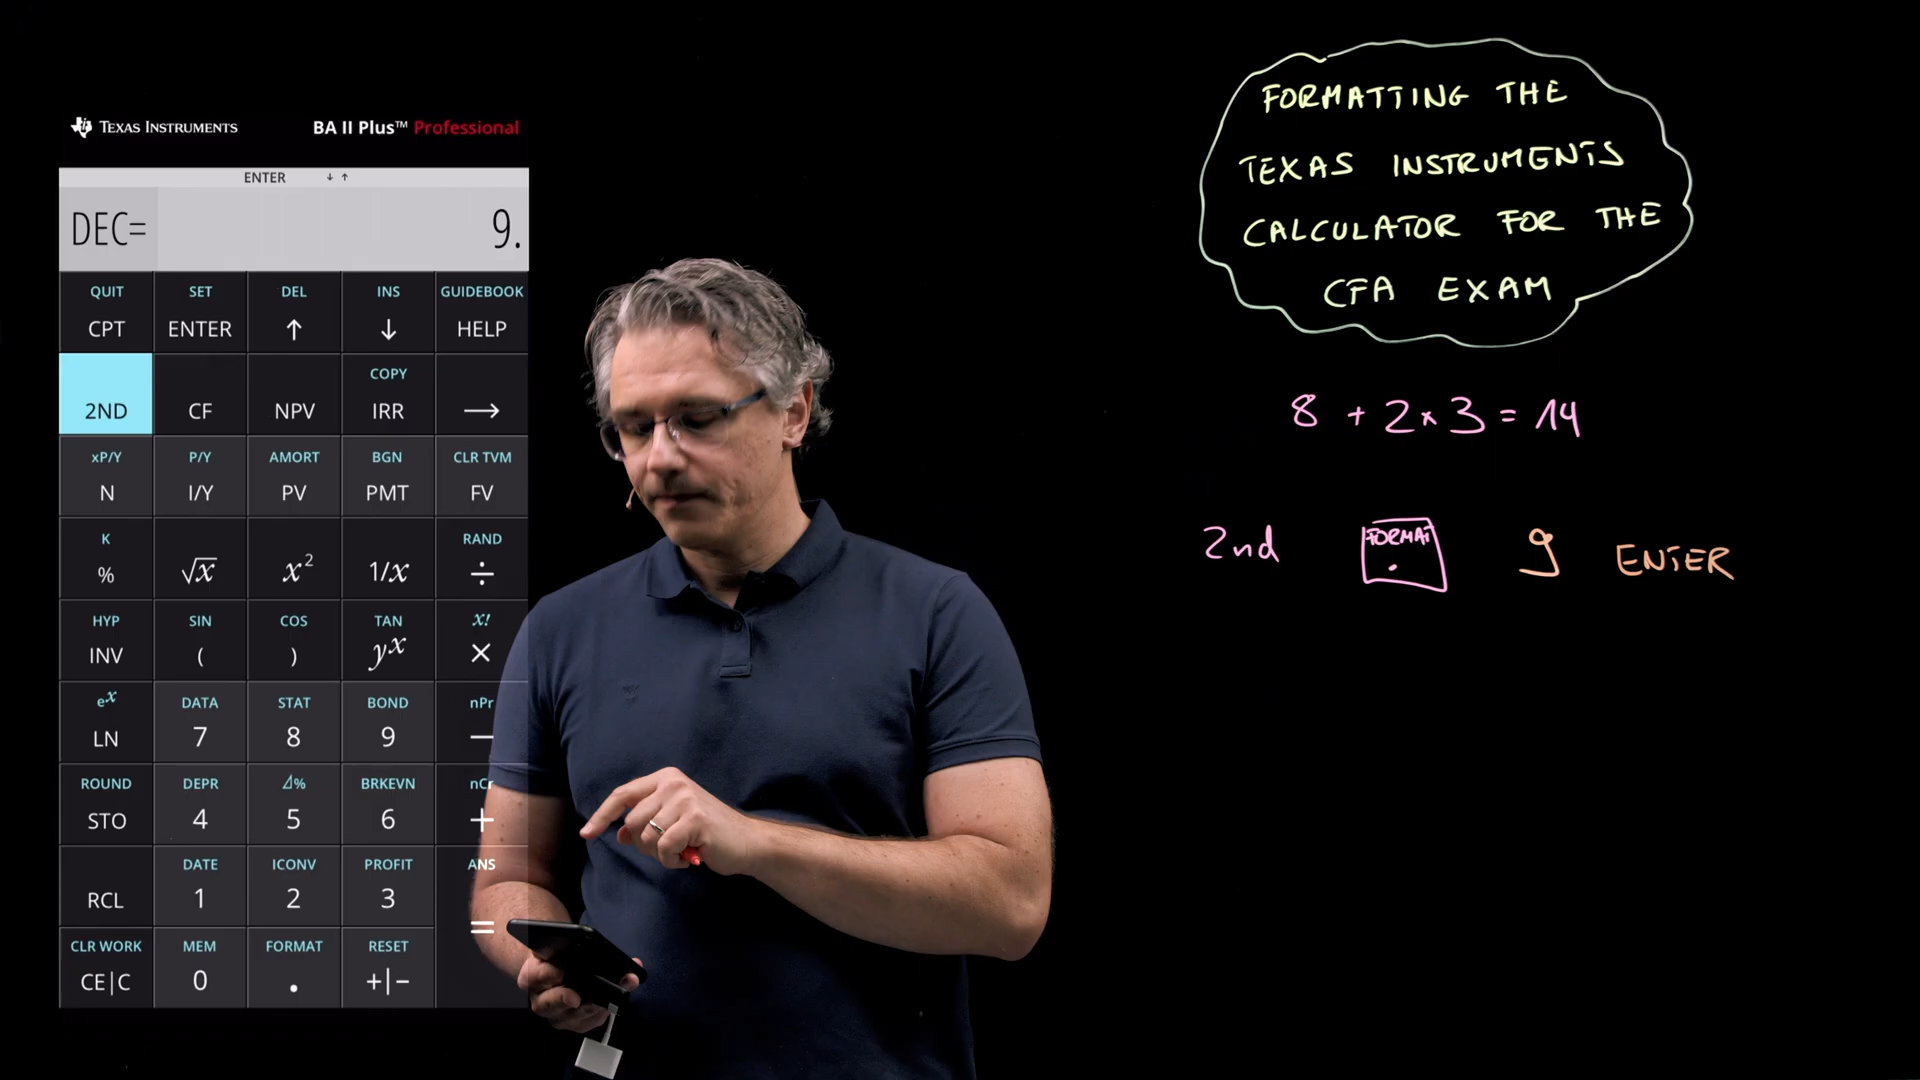 TEXAS INSTRUMENTS BA II Plus™ Professional
ENTER ↓ ↑
DEC= 9.
QUIT SET DEL INS GUIDEBOOK
CPT ENTER ↑ ↓ HELP
COPY
2ND CF NPV IRR →
xP/Y P/Y AMORT BGN CLR TVM
N I/Y PV PMT FV
K RAND
% √x x² 1/x ÷
HYP SIN COS TAN x!
INV ( ) yˣ ×
eˣ DATA STAT BOND nPr
LN 7 8 9 −
ROUND DEPR ⊿% BRKEVN nCr
STO 4 5 6 +
DATE ICONV PROFIT ANS
RCL 1 2 3 =
CLR WORK MEM FORMAT RESET
CE|C 0 . +|−
FORMATTING THE
TEXAS INSTRUMENTS
CALCULATOR FOR THE
CFA EXAM
8 + 2 × 3 = 14
2nd FORMAT . 9 ENTER